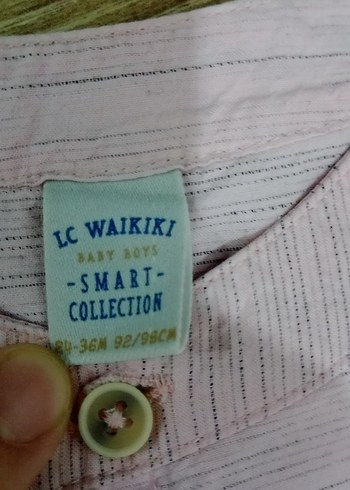 LC WAIKIKI
BABY BOYS
-SMART-
COLLECTION
24-36M 92/98CM